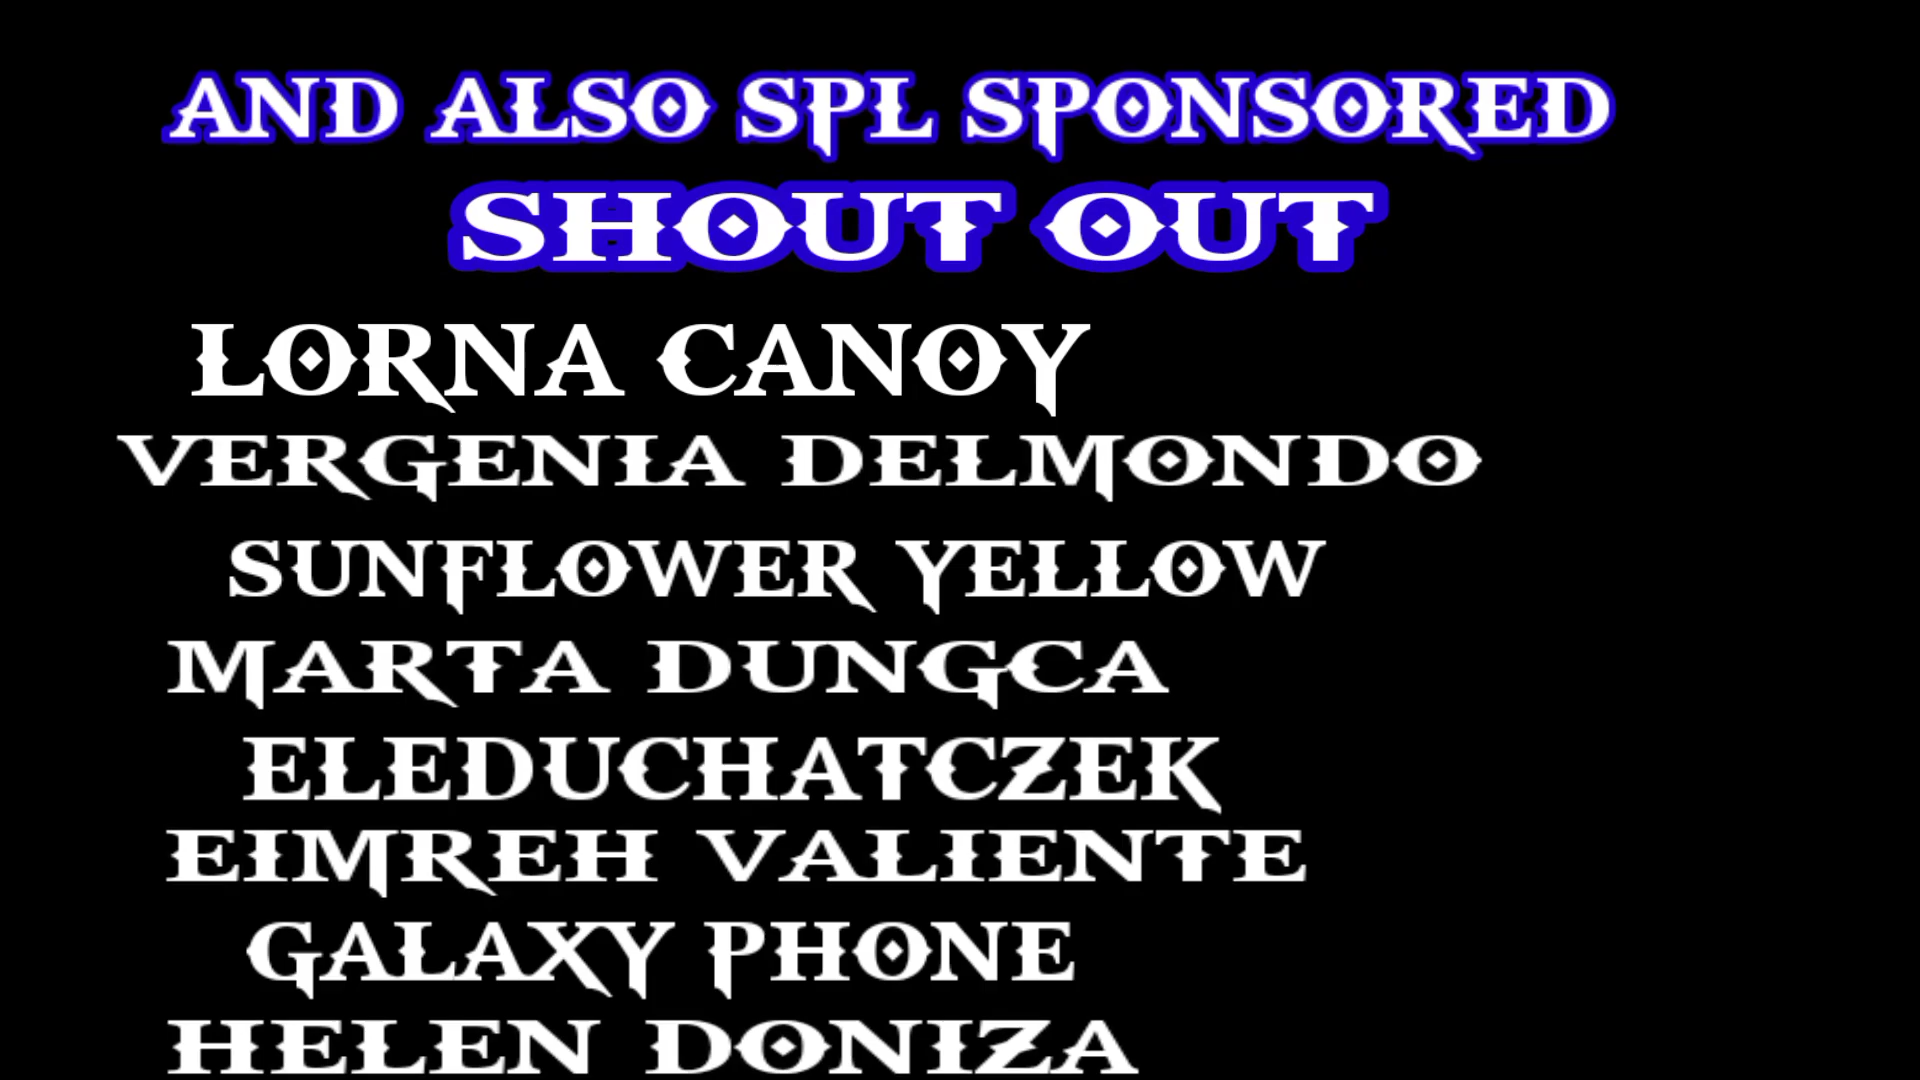 AND ALSO SPL SPONSORED
SHOUT OUT
LORNA CANOY
VERGENIA DELMONDO
SUNFLOWER YELLOW
MARTA DUNGCA
ELEDUCHATCZEK
EIMREH VALIENTE
GALAXY PHONE
HELEN DONIZA